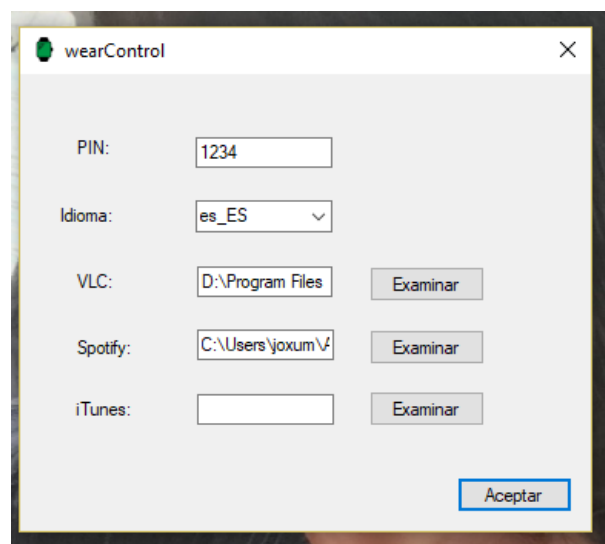 wearControl
PIN: 1234
Idioma: es_ES
VLC: D:\Program Files Examinar
Spotify: C:\Users\joxum\A Examinar
iTunes: Examinar
Aceptar